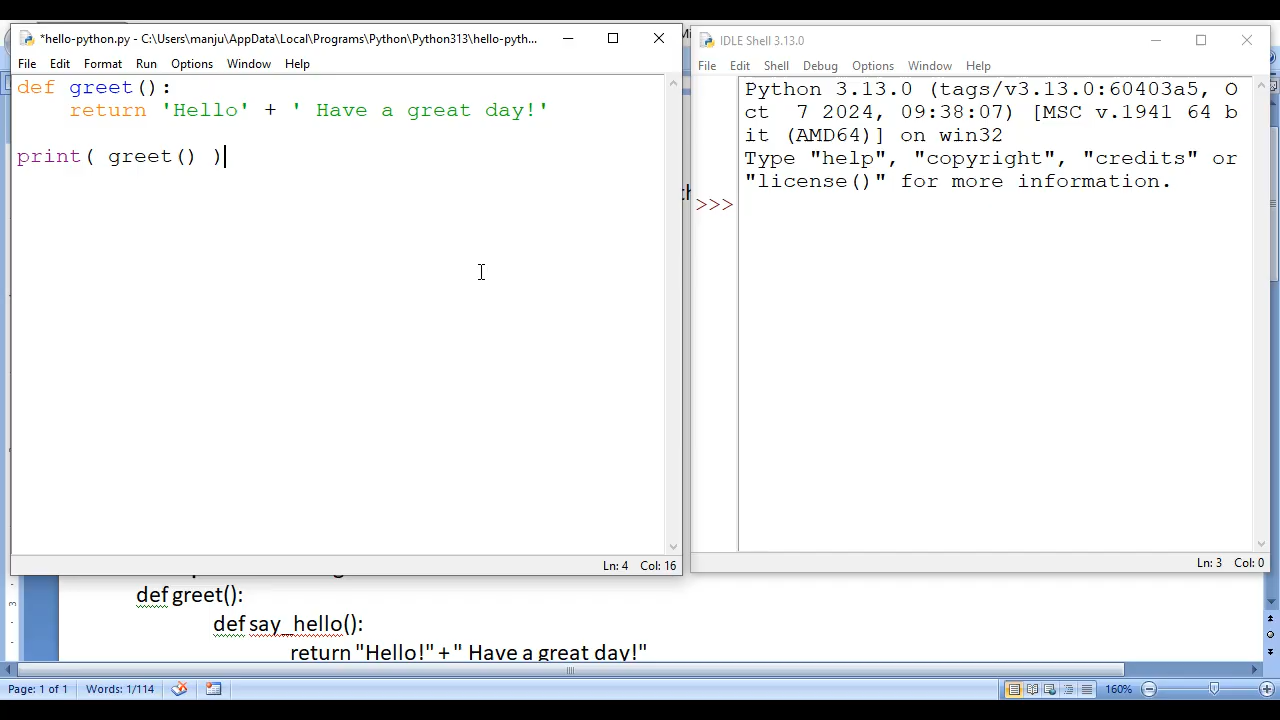 *hello-python.py - C:\Users\manju\AppData\Local\Programs\Python\Python313\hello-pyth...
File Edit Format Run Options Window Help
def greet():
    return 'Hello' + ' Have a great day!'
print( greet() )
Ln: 4 Col: 16
IDLE Shell 3.13.0
File Edit Shell Debug Options Window Help
Python 3.13.0 (tags/v3.13.0:60403a5, O
ct  7 2024, 09:38:07) [MSC v.1941 64 b
it (AMD64)] on win32
Type "help", "copyright", "credits" or
"license()" for more information.
>>>
Ln: 3 Col: 0
def greet():
def say_hello():
return "Hello!" + " Have a great day!"
Page: 1 of 1 Words: 1/114 160%